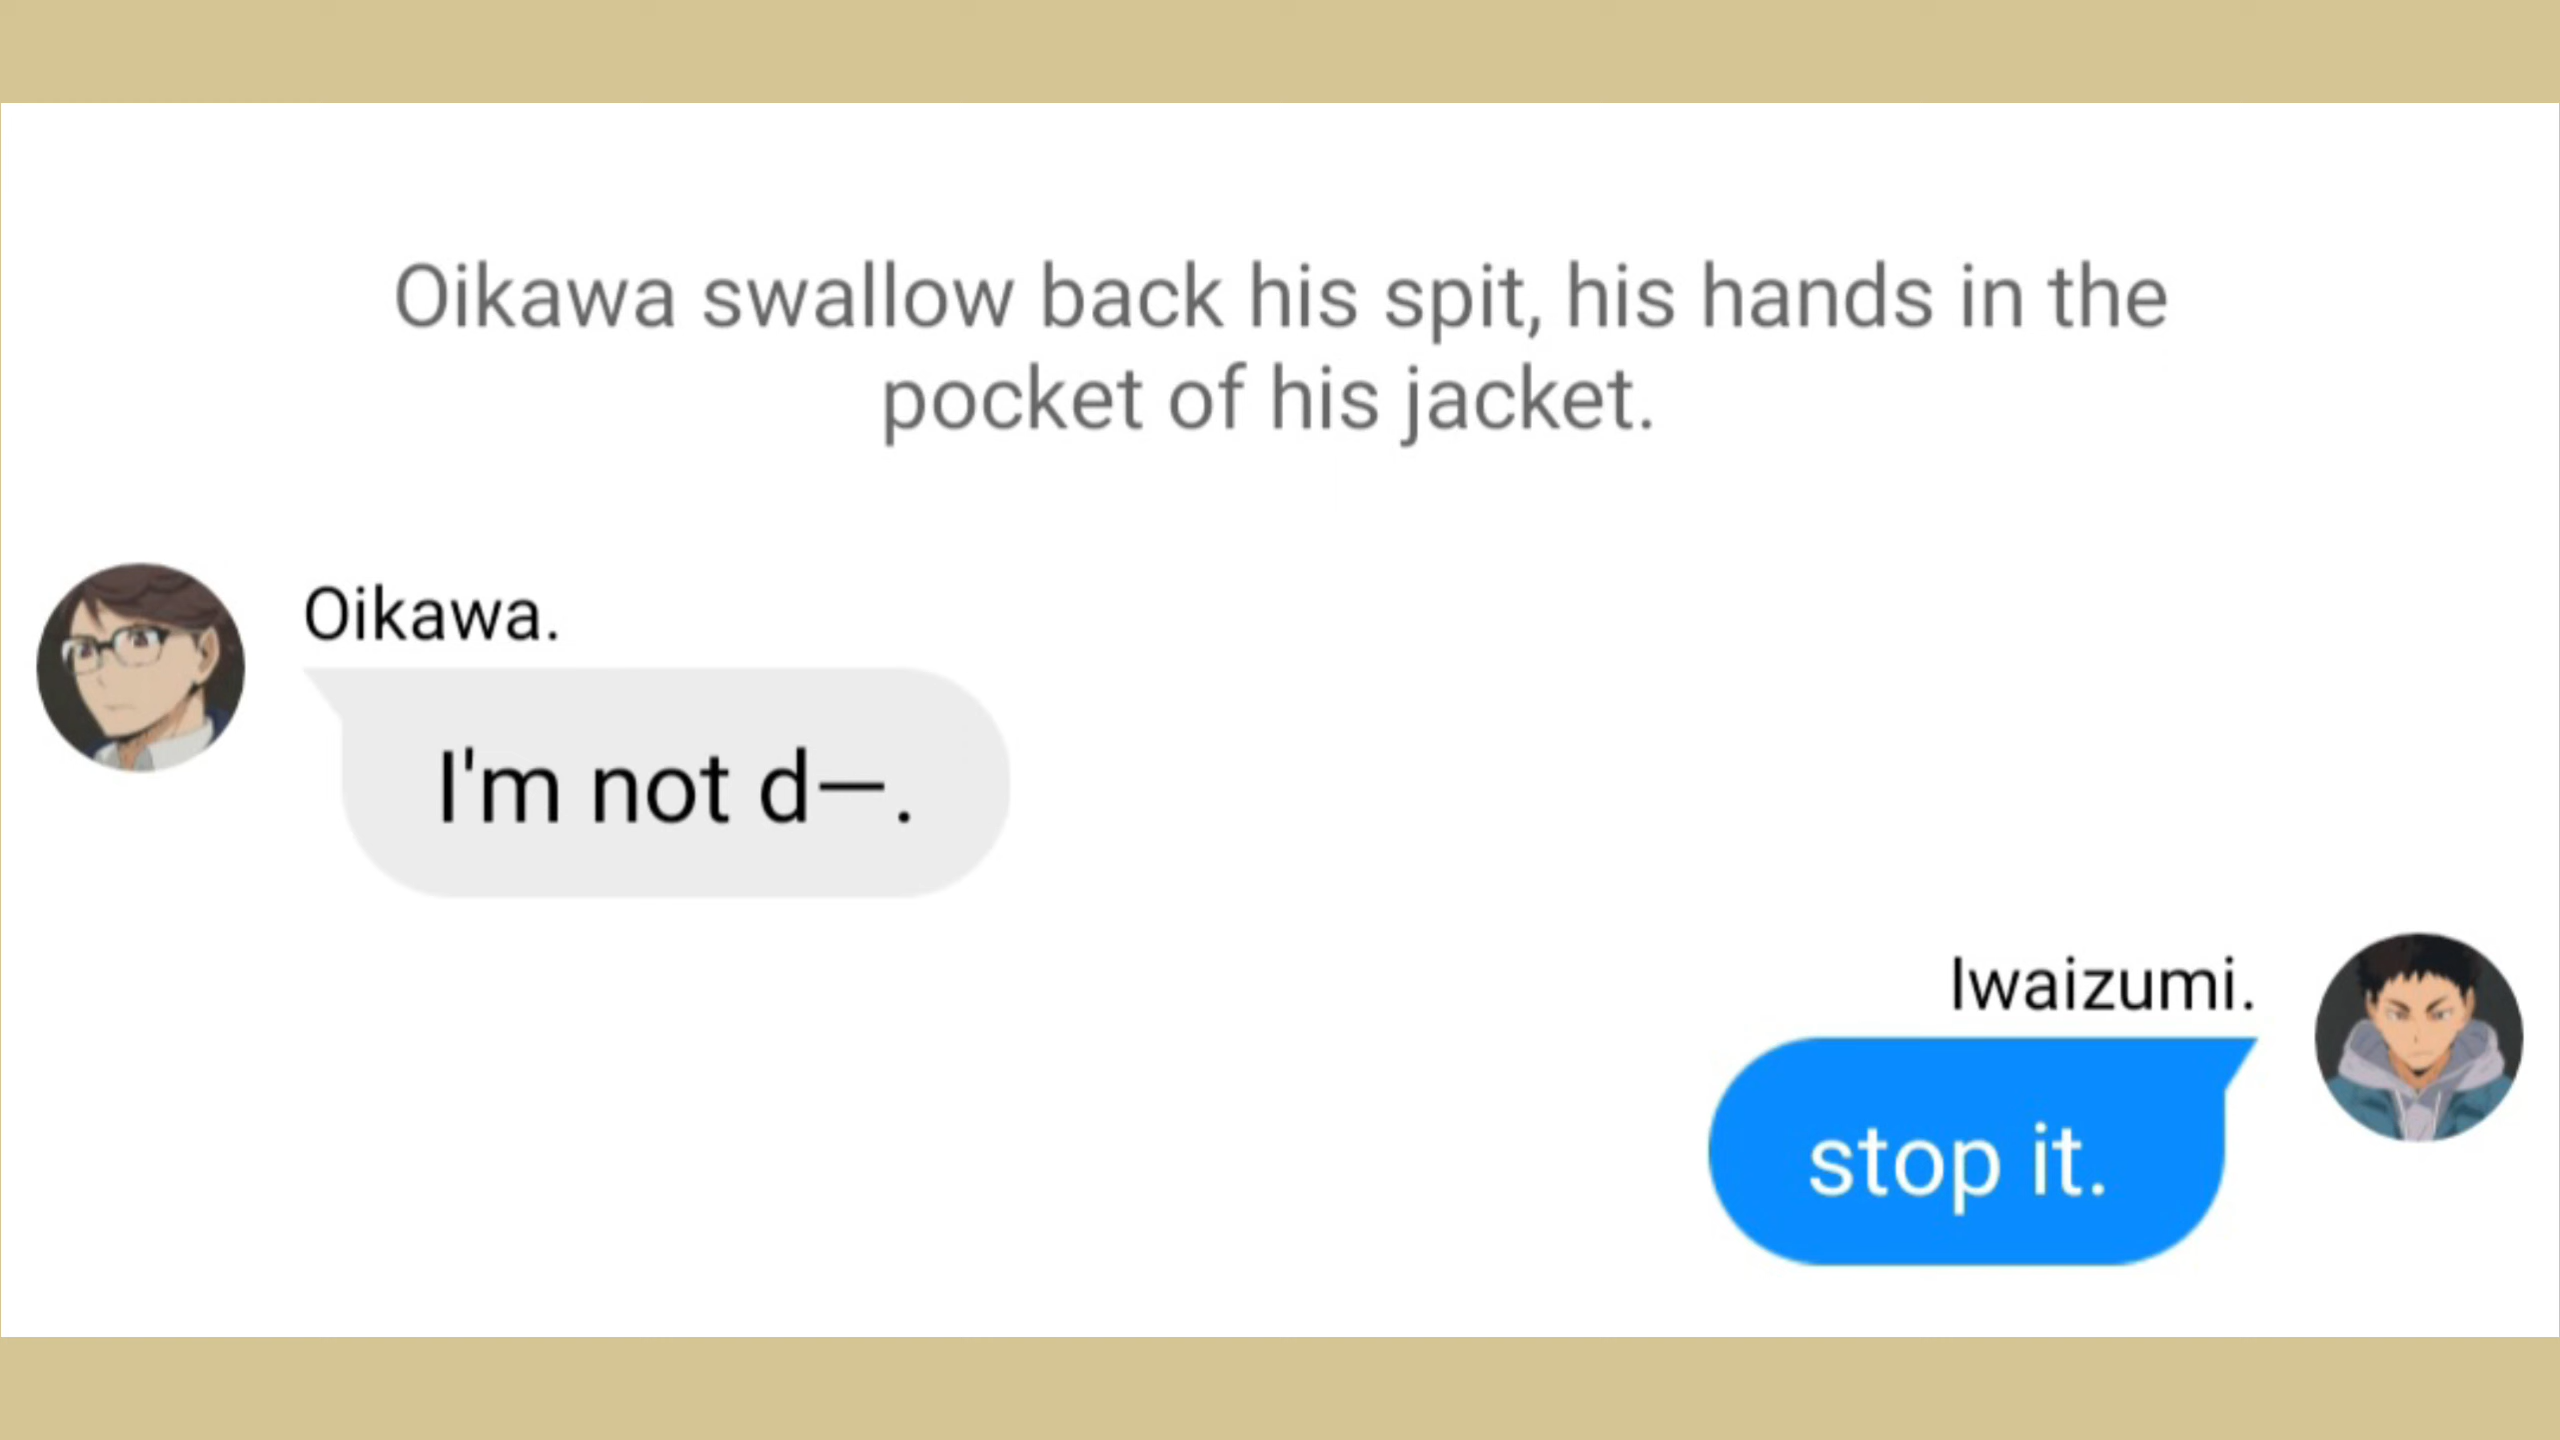 Oikawa swallow back his spit, his hands in the
pocket of his jacket.
Oikawa.
I'm not d—.
Iwaizumi.
stop it.